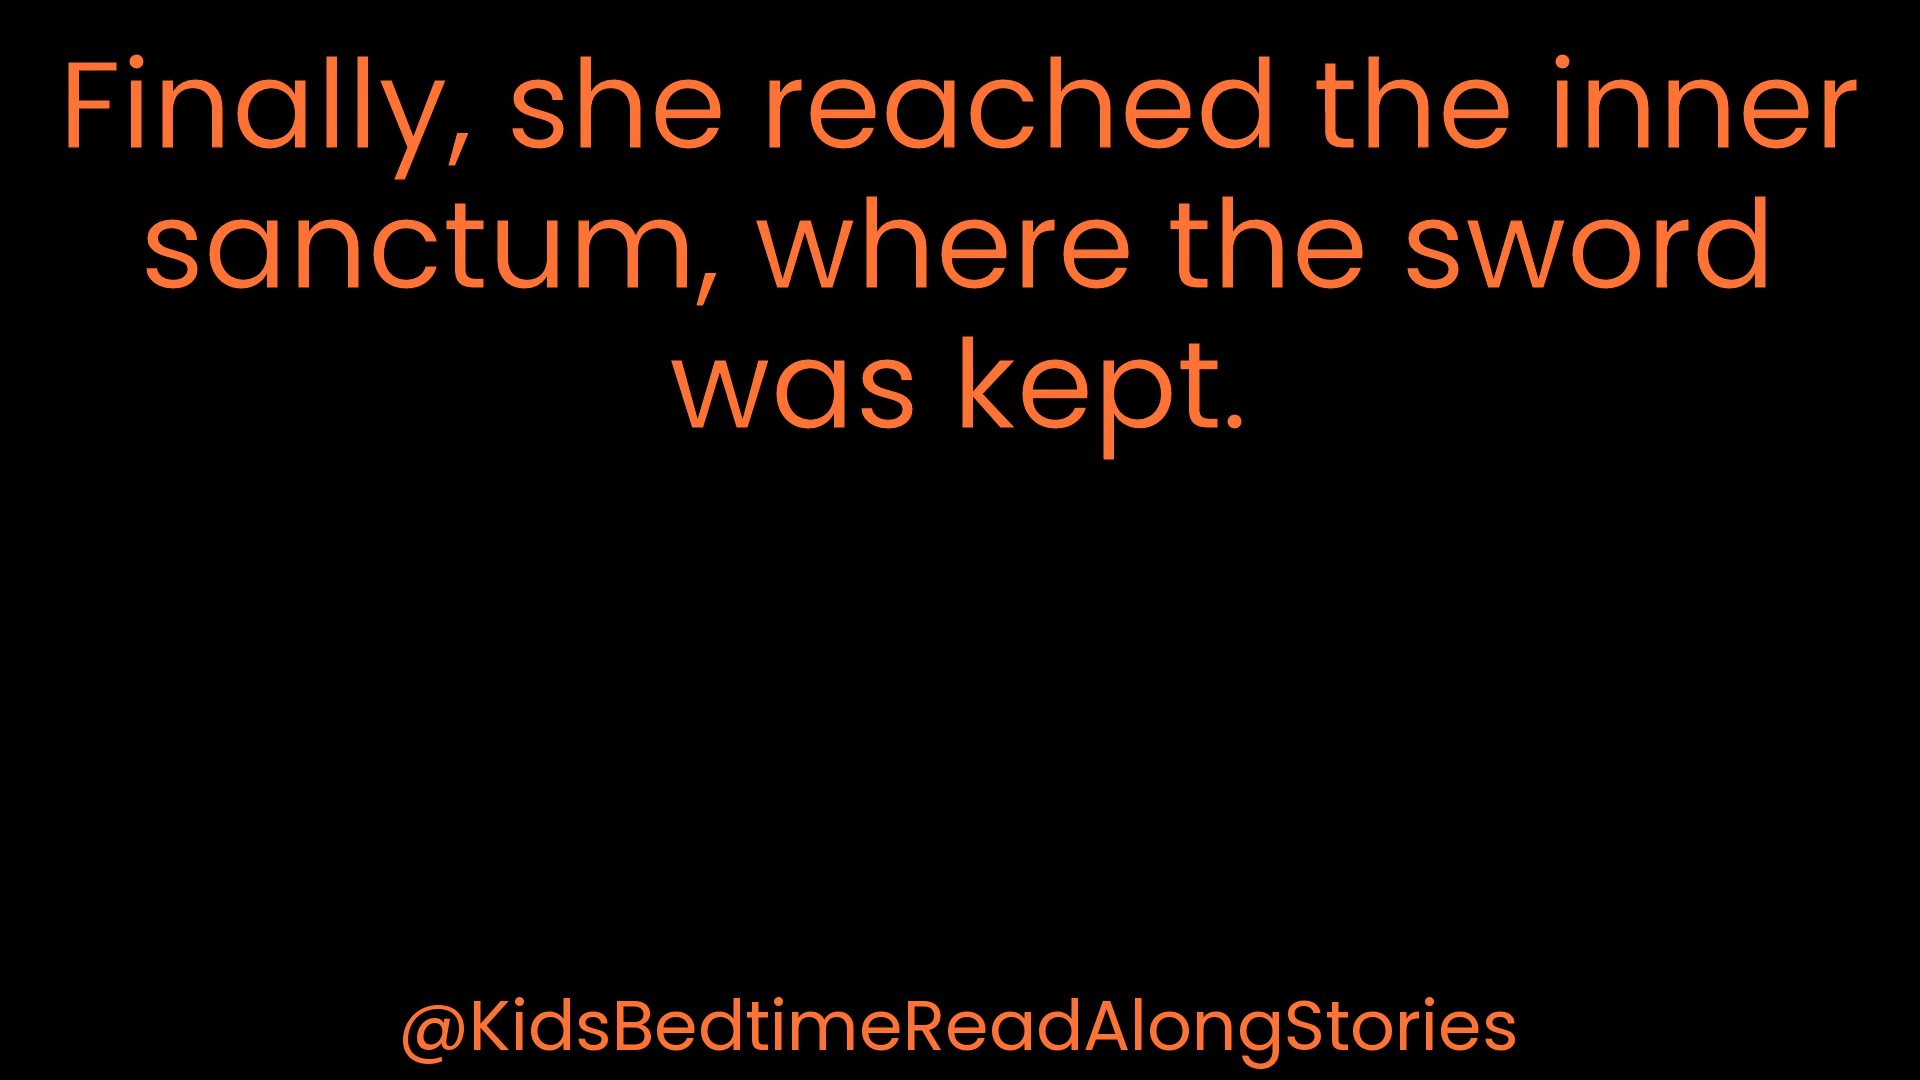 Finally, she reached the inner
sanctum, where the sword
was kept.
@KidsBedtimeReadAlongStories